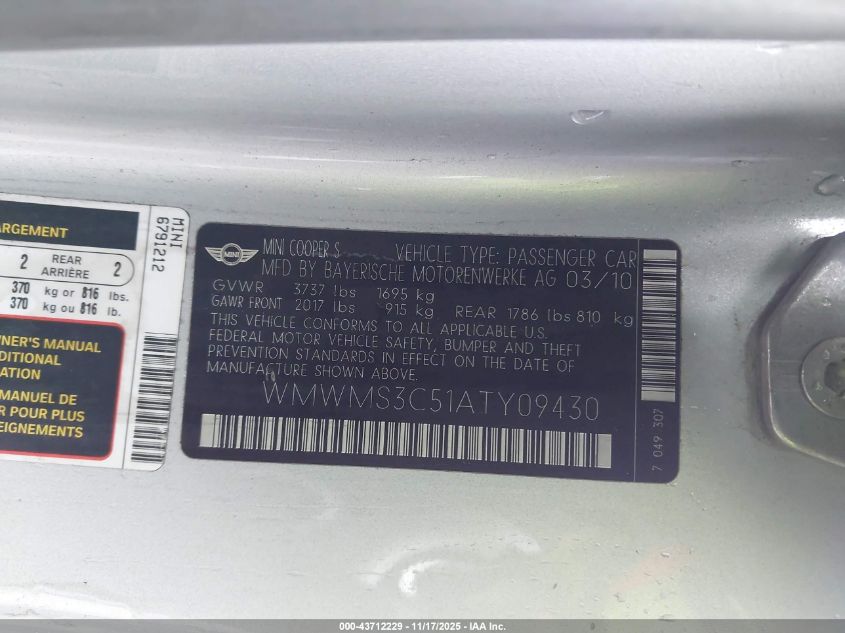 ARGEMENT
2 REAR ARRIÈRE 2
370 kg or 816 lbs.
370 kg ou 816 lb.
NER'S MANUAL
DDITIONAL
ATION
MANUEL DE
R POUR PLUS
EIGNEMENTS
MINI
6791212
MINI
MINI COOPER S VEHICLE TYPE: PASSENGER CAR
MFD BY BAYERISCHE MOTORENWERKE AG 03/10
GVWR 3737 lbs 1695 kg
GAWR FRONT 2017 lbs 915 kg REAR 1786 lbs 810 kg
THIS VEHICLE CONFORMS TO ALL APPLICABLE U.S.
FEDERAL MOTOR VEHICLE SAFETY, BUMPER AND THEFT
PREVENTION STANDARDS IN EFFECT ON THE DATE OF
MANUFACTURE SHOWN ABOVE.
WMWMS3C51ATY09430
7 049 307
000-43712229 - 11/17/2025 - IAA Inc.